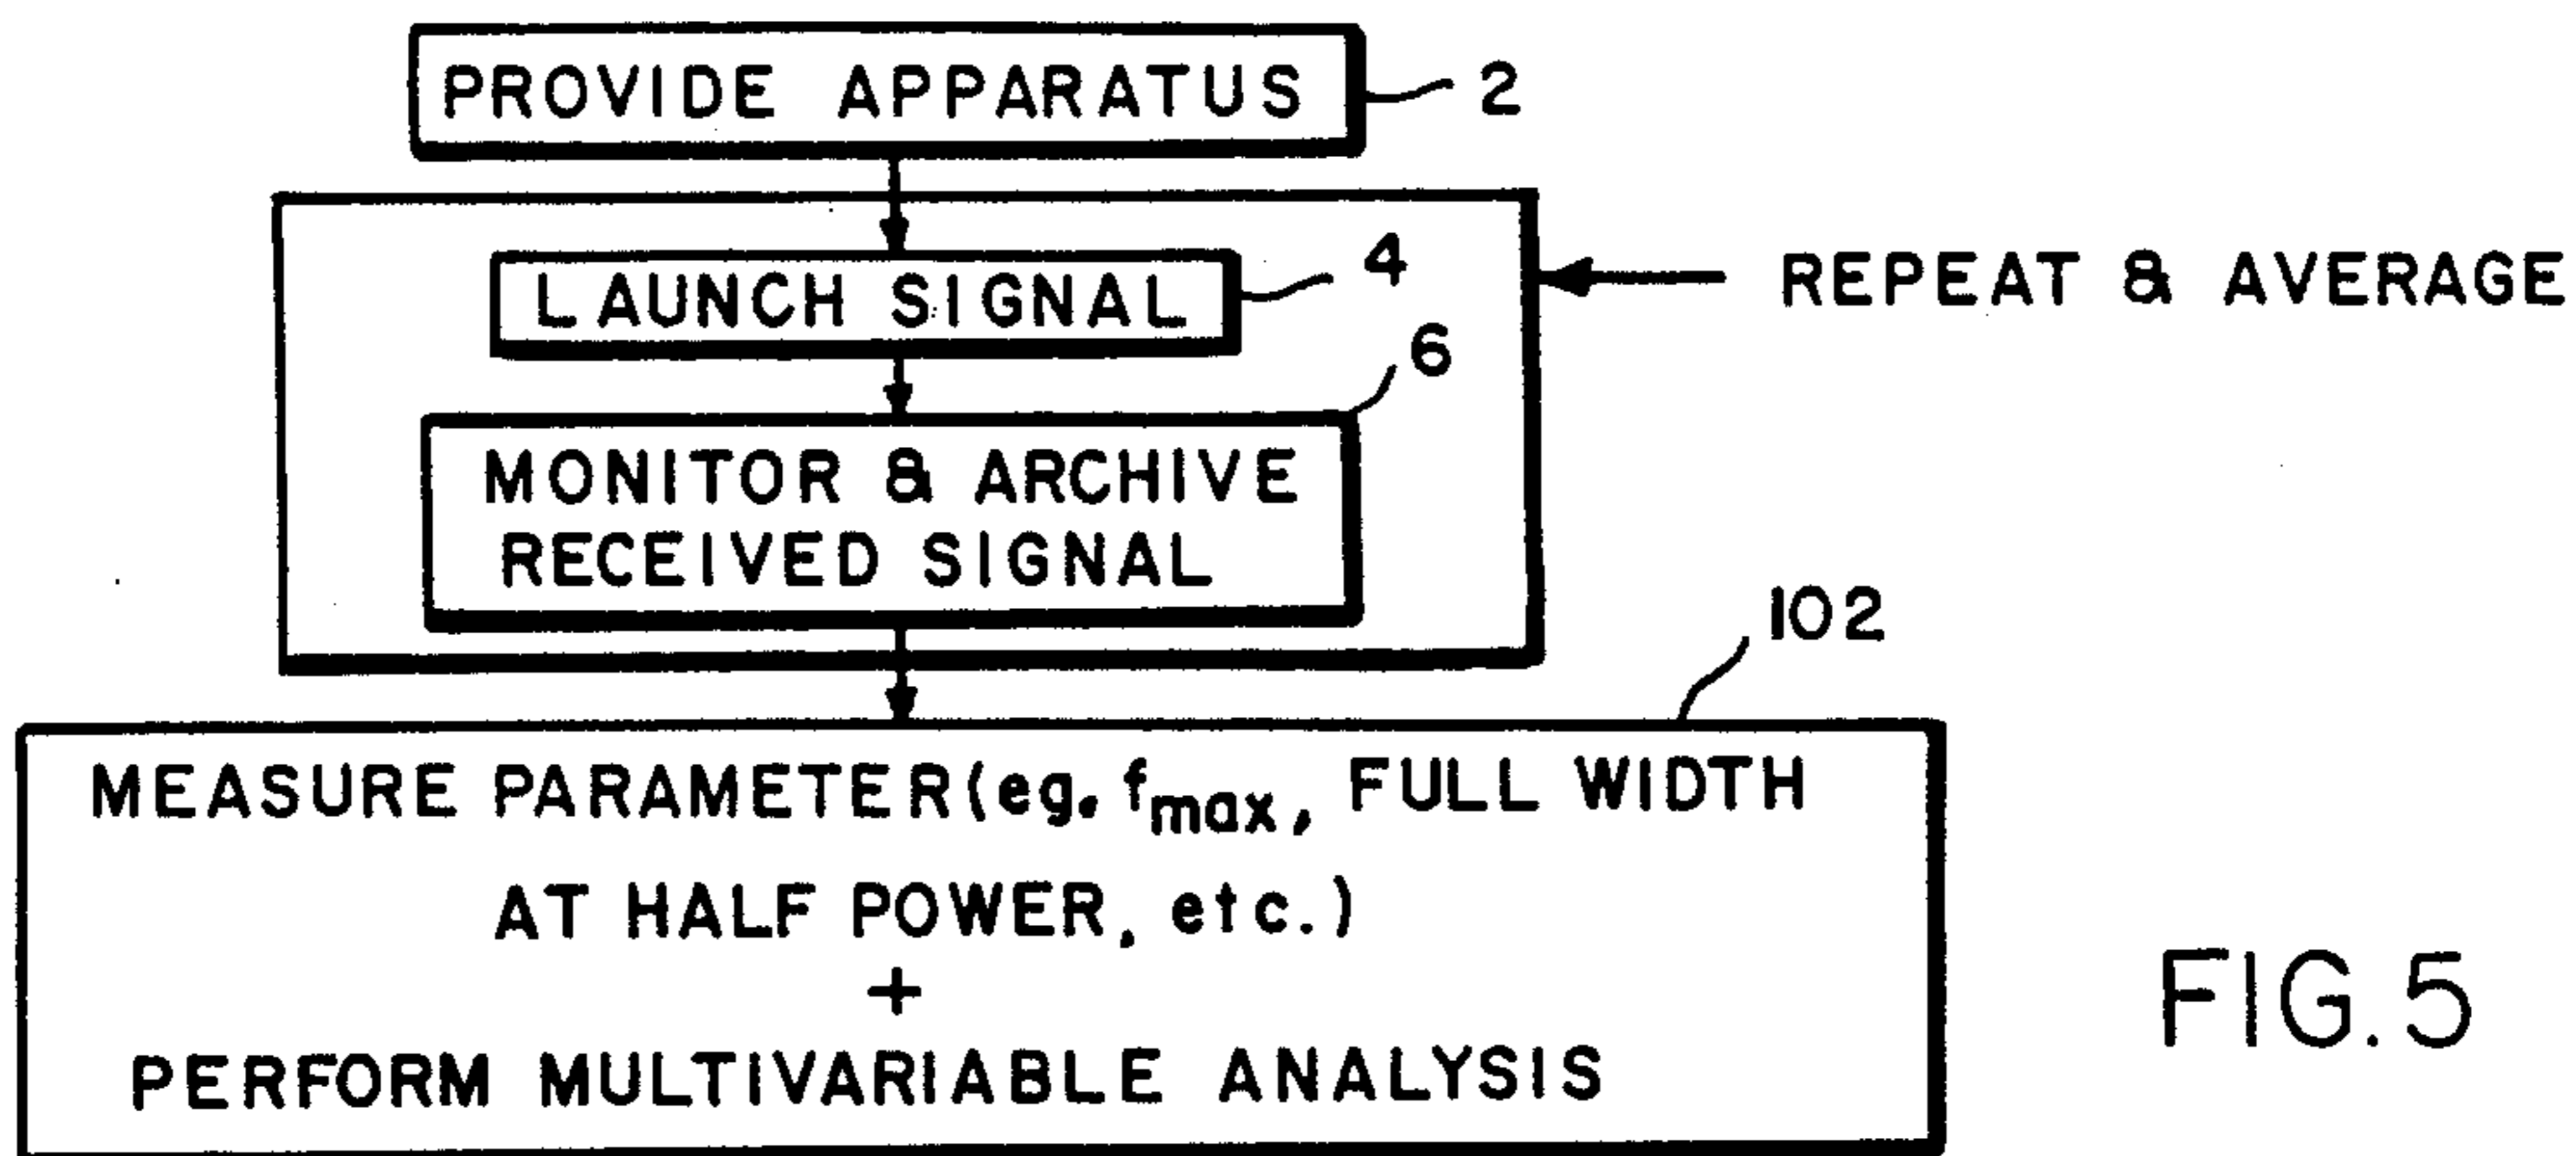 PROVIDE APPARATUS
2
LAUNCH SIGNAL
4
REPEAT & AVERAGE
6
MONITOR & ARCHIVE
RECEIVED SIGNAL
102
MEASURE PARAMETER (eg. fmax, FULL WIDTH
AT HALF POWER, etc.)
+
PERFORM MULTIVARIABLE ANALYSIS
FIG. 5